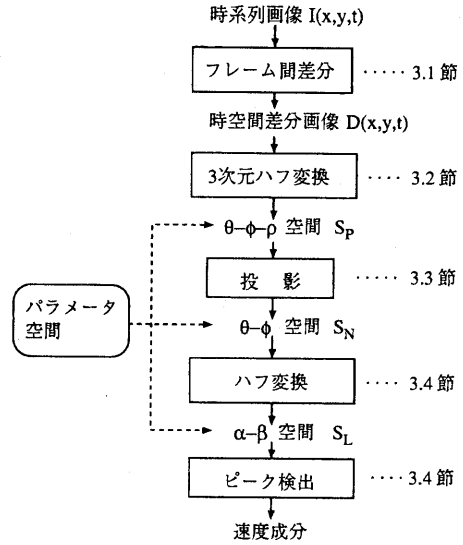 時系列画像 I(x,y,t)
フレーム間差分 ····· 3.1 節
時空間差分画像 D(x,y,t)
3次元ハフ変換 ···· 3.2 節
θ–ϕ–ρ 空間 S_P
投 影 ···· 3.3 節
パラメータ
空間
θ–ϕ 空間 S_N
ハフ変換 ···· 3.4 節
α–β 空間 S_L
ピーク検出 ···· 3.4 節
速度成分